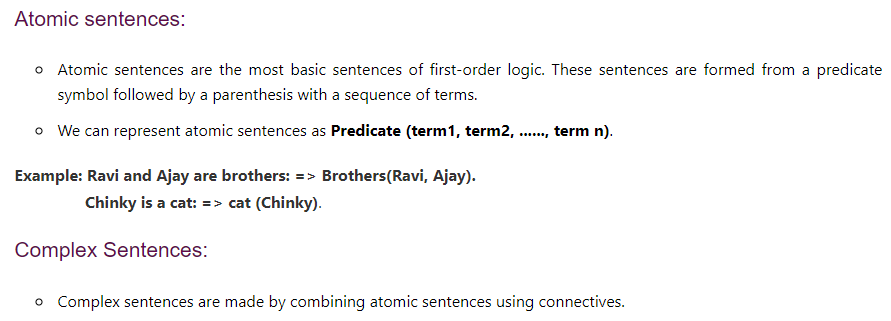 Atomic sentences:
o Atomic sentences are the most basic sentences of first-order logic. These sentences are formed from a predicate
symbol followed by a parenthesis with a sequence of terms.
o We can represent atomic sentences as Predicate (term1, term2, ......, term n).
Example: Ravi and Ajay are brothers: => Brothers(Ravi, Ajay).
Chinky is a cat: => cat (Chinky).
Complex Sentences:
o Complex sentences are made by combining atomic sentences using connectives.